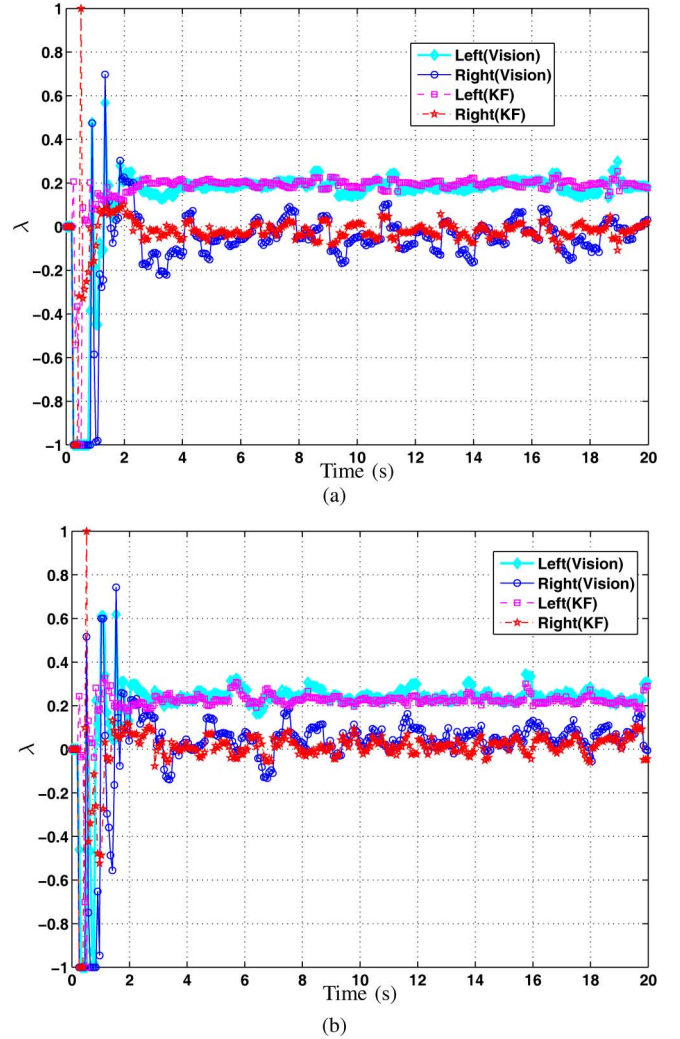 1
0.8
0.6
0.4
0.2
0
−0.2
−0.4
−0.6
−0.8
−1
λ
Left(Vision)
Right(Vision)
Left(KF)
Right(KF)
0 2 4 6 8 10 12 14 16 18 20
Time (s)
(a)
1
0.8
0.6
0.4
0.2
0
−0.2
−0.4
−0.6
−0.8
−1
λ
Left(Vision)
Right(Vision)
Left(KF)
Right(KF)
0 2 4 6 8 10 12 14 16 18 20
Time (s)
(b)